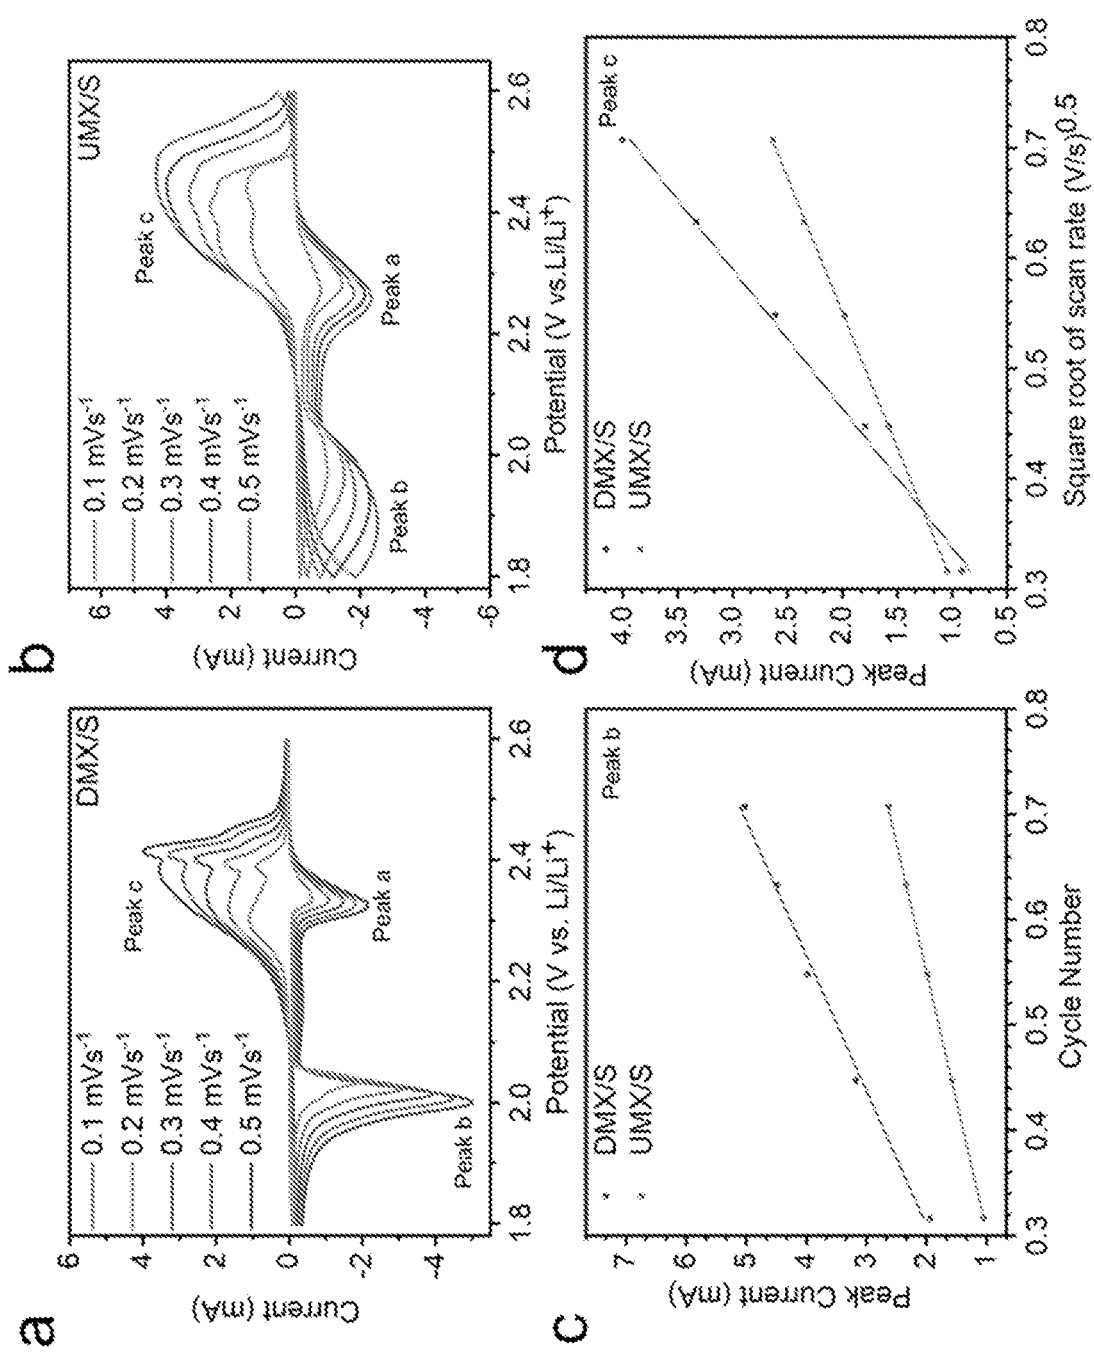 a
DMX/S
0.1 mVs⁻¹
0.2 mVs⁻¹
0.3 mVs⁻¹
0.4 mVs⁻¹
0.5 mVs⁻¹
Peak c
Peak a
Peak b
6
4
2
0
-2
-4
Current (mA)
1.8 2.0 2.2 2.4 2.6
Potential (V vs. Li/Li⁺)
b
UMX/S
0.1 mVs⁻¹
0.2 mVs⁻¹
0.3 mVs⁻¹
0.4 mVs⁻¹
0.5 mVs⁻¹
Peak c
Peak a
Peak b
6
4
2
0
-2
-4
-6
Current (mA)
1.8 2.0 2.2 2.4 2.6
Potential (V vs.Li/Li⁺)
c
DMX/S
UMX/S
Peak b
7
6
5
4
3
2
1
Peak Current (mA)
0.3 0.4 0.5 0.6 0.7 0.8
Cycle Number
d
DMX/S
UMX/S
Peak c
4.0
3.5
3.0
2.5
2.0
1.5
1.0
0.5
Peak Current (mA)
0.3 0.4 0.5 0.6 0.7 0.8
Square root of scan rate (V/s)⁰·⁵